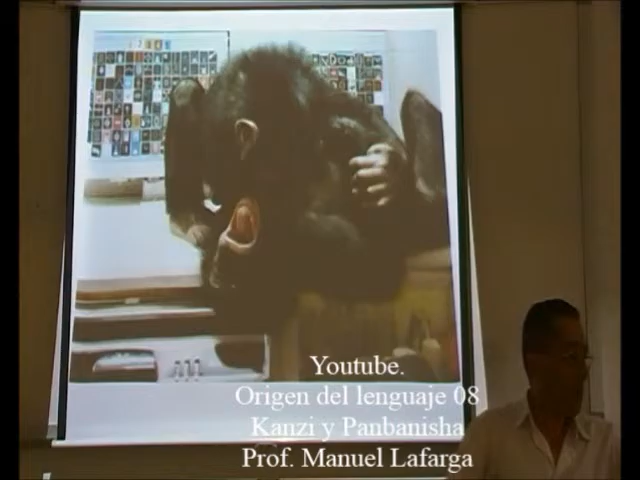 Youtube.
Origen del lenguaje 08
Kanzi y Panbanisha
Prof. Manuel Lafarga